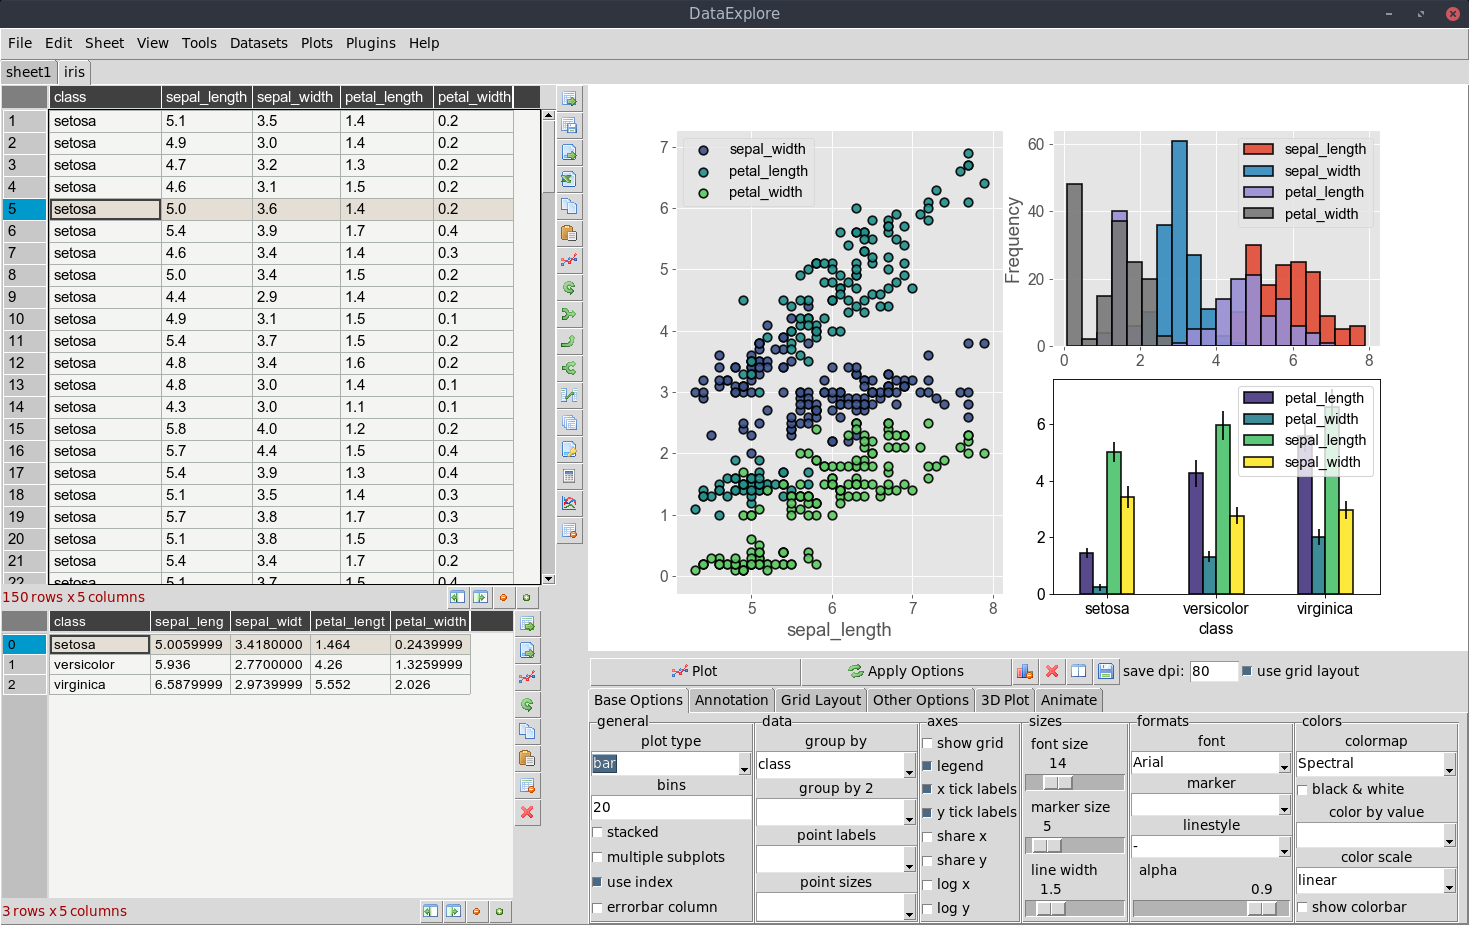 DataExplore
File Edit Sheet View Tools Datasets Plots Plugins Help
sheet1 iris
class sepal_length sepal_width petal_length petal_width
1 setosa 5.1 3.5 1.4 0.2
2 setosa 4.9 3.0 1.4 0.2
3 setosa 4.7 3.2 1.3 0.2
4 setosa 4.6 3.1 1.5 0.2
5 setosa 5.0 3.6 1.4 0.2
6 setosa 5.4 3.9 1.7 0.4
7 setosa 4.6 3.4 1.4 0.3
8 setosa 5.0 3.4 1.5 0.2
9 setosa 4.4 2.9 1.4 0.2
10 setosa 4.9 3.1 1.5 0.1
11 setosa 5.4 3.7 1.5 0.2
12 setosa 4.8 3.4 1.6 0.2
13 setosa 4.8 3.0 1.4 0.1
14 setosa 4.3 3.0 1.1 0.1
15 setosa 5.8 4.0 1.2 0.2
16 setosa 5.7 4.4 1.5 0.4
17 setosa 5.4 3.9 1.3 0.4
18 setosa 5.1 3.5 1.4 0.3
19 setosa 5.7 3.8 1.7 0.3
20 setosa 5.1 3.8 1.5 0.3
21 setosa 5.4 3.4 1.7 0.2
22 setosa 5.1 3.7 1.5 0.4
150 rows x 5 columns
class sepal_leng sepal_widt petal_lengt petal_width
0 setosa 5.0059999 3.4180000 1.464 0.2439999
1 versicolor 5.936 2.7700000 4.26 1.3259999
2 virginica 6.5879999 2.9739999 5.552 2.026
3 rows x 5 columns
sepal_width
petal_length
petal_width
7
6
5
4
3
2
1
0
5 6 7 8
sepal_length
sepal_length
sepal_width
petal_length
petal_width
60
40
20
0
Frequency
0 2 4 6 8
petal_length
petal_width
sepal_length
sepal_width
6
4
2
0
setosa versicolor virginica
class
Plot Apply Options save dpi: 80 use grid layout
Base Options Annotation Grid Layout Other Options 3D Plot Animate
general
plot type
bar
bins
20
stacked
multiple subplots
use index
errorbar column
data
group by
class
group by 2
point labels
point sizes
axes
show grid
legend
x tick labels
y tick labels
share x
share y
log x
log y
sizes
font size
14
marker size
5
line width
1.5
formats
font
Arial
marker
linestyle
-
alpha
0.9
colors
colormap
Spectral
black & white
color by value
color scale
linear
show colorbar